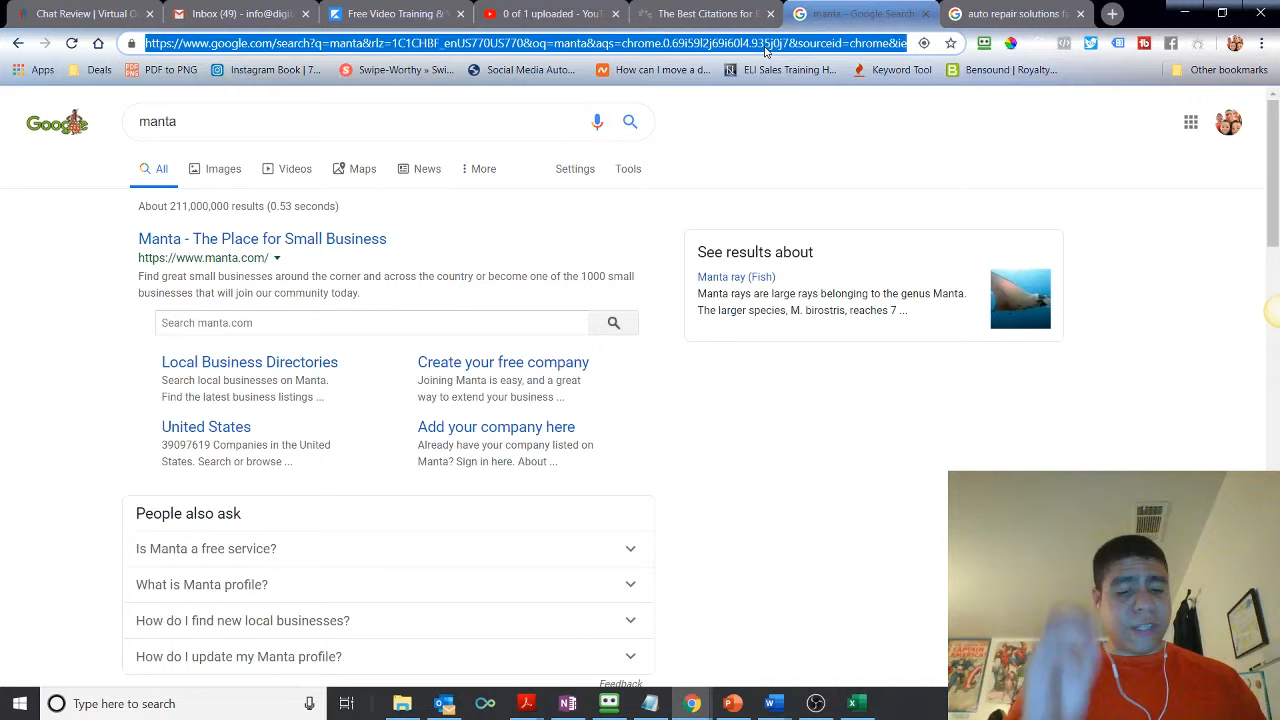 Chat Review | Virtual G
Inbox (49) - info@digit
Free Video Training & V
0 of 1 uploaded - YouT
The Best Citations for B
manta - Google Search
auto repair solutions fa
https://www.google.com/search?q=manta&rlz=1C1CHBF_enUS770US770&oq=manta&aqs=chrome.0.69i59l2j69i60l4.935j0j7&sourceid=chrome&ie
Apps
Deals
PDF to PNG
Instagram Book | 7...
Swipe-Worthy » Swi...
Social Media Autho...
How can I move a d...
ELI Sales Training H...
Keyword Tool
Bensound | Royalty...
Other bookmarks
Google
manta
All
Images
Videos
Maps
News
More
Settings
Tools
About 211,000,000 results (0.53 seconds)
Manta - The Place for Small Business
https://www.manta.com/
Find great small businesses around the corner and across the country or become one of the 1000 small
businesses that will join our community today.
Search manta.com
Local Business Directories
Search local businesses on Manta.
Find the latest business listings ...
Create your free company
Joining Manta is easy, and a great
way to extend your business ...
United States
39097619 Companies in the United
States. Search or browse ...
Add your company here
Already have your company listed on
Manta? Sign in here. About ...
See results about
Manta ray (Fish)
Manta rays are large rays belonging to the genus Manta.
The larger species, M. birostris, reaches 7 ...
People also ask
Is Manta a free service?
What is Manta profile?
How do I find new local businesses?
How do I update my Manta profile?
Feedback
CAPTAIN
AMERICA
Type here to search